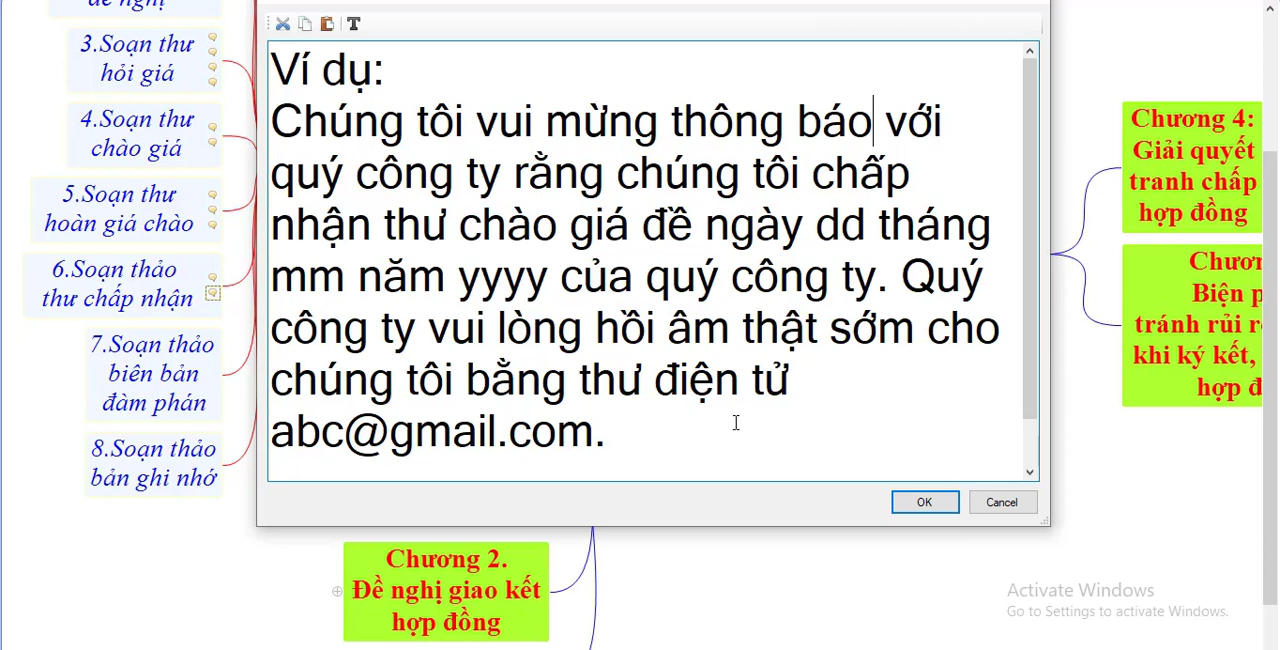 đề nghị
3.Soạn thư
hỏi giá
4.Soạn thư
chào giá
5.Soạn thư
hoàn giá chào
6.Soạn thảo
thư chấp nhận
7.Soạn thảo
biên bản
đàm phán
8.Soạn thảo
bản ghi nhớ
Ví dụ:
Chúng tôi vui mừng thông báo với
quý công ty rằng chúng tôi chấp
nhận thư chào giá đề ngày dd tháng
mm năm yyyy của quý công ty. Quý
công ty vui lòng hồi âm thật sớm cho
chúng tôi bằng thư điện tử
abc@gmail.com.
OK
Cancel
Chương 2.
Đề nghị giao kết
hợp đồng
Chương 4:
Giải quyết
tranh chấp
hợp đồng
Biện
tránh rủi
khi ký kết,
hợp
Activate Windows
Go to Settings to activate Windows.